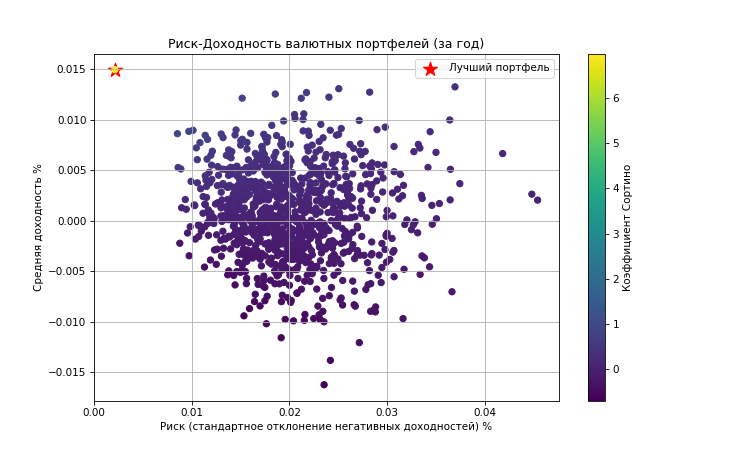 Риск-Доходность валютных портфелей (за год)
Лучший портфель
0.015
0.010
0.005
0.000
−0.005
−0.010
−0.015
Средняя доходность %
0.00 0.01 0.02 0.03 0.04
Риск (стандартное отклонение негативных доходностей) %
6
5
4
3
2
1
0
Коэффициент Сортино